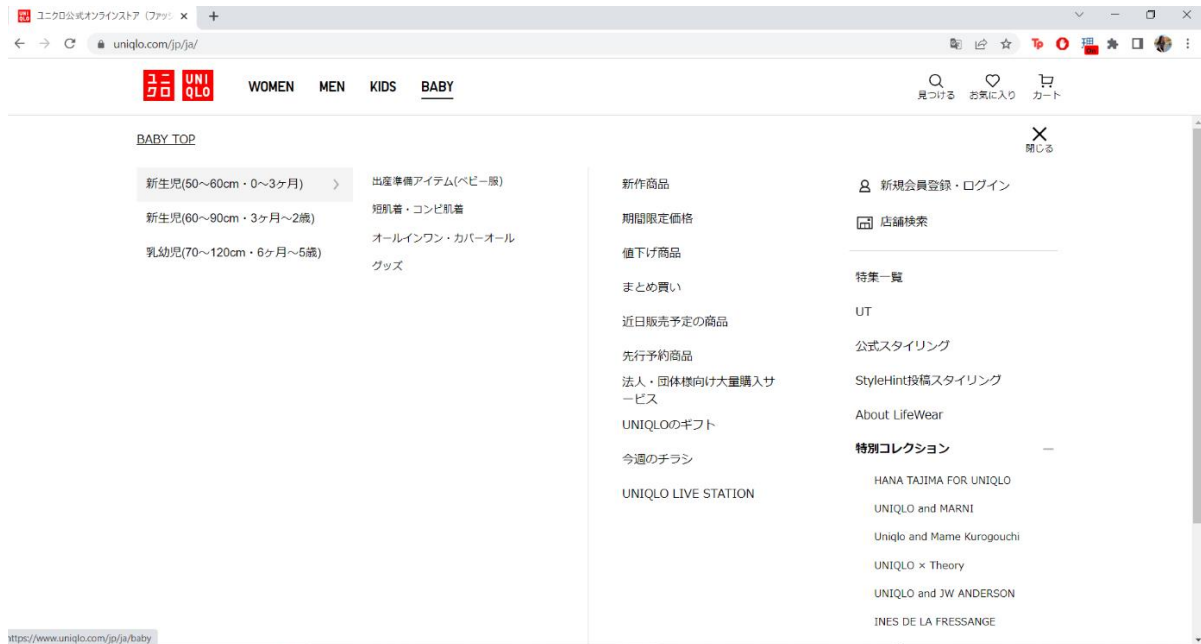 ユニクロ公式オンラインストア（ファッシ
uniqlo.com/jp/ja/
ユニクロ
UNIQLO
WOMEN
MEN
KIDS
BABY
見つける
お気に入り
カート
BABY TOP
閉じる
新生児(50～60cm・0～3ヶ月)
新生児(60～90cm・3ヶ月～2歳)
乳幼児(70～120cm・6ヶ月～5歳)
出産準備アイテム(ベビー服)
短肌着・コンビ肌着
オールインワン・カバーオール
グッズ
新作商品
期間限定価格
値下げ商品
まとめ買い
近日販売予定の商品
先行予約商品
法人・団体様向け大量購入サ
ービス
UNIQLOのギフト
今週のチラシ
UNIQLO LIVE STATION
新規会員登録・ログイン
店舗検索
特集一覧
UT
公式スタイリング
StyleHint投稿スタイリング
About LifeWear
特別コレクション
HANA TAJIMA FOR UNIQLO
UNIQLO and MARNI
Uniqlo and Mame Kurogouchi
UNIQLO × Theory
UNIQLO and JW ANDERSON
INES DE LA FRESSANGE
https://www.uniqlo.com/jp/ja/baby